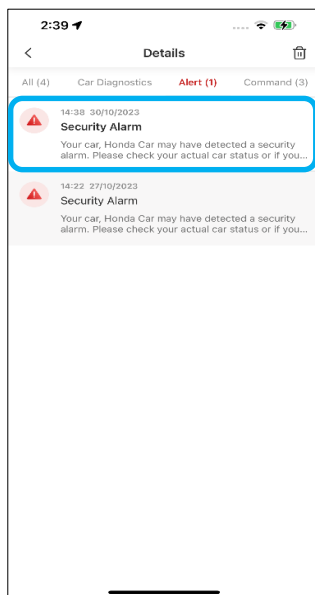 2:39
Details
All (4) Car Diagnostics Alert (1) Command (3)
14:38 30/10/2023
Security Alarm
Your car, Honda Car may have detected a security
alarm. Please check your actual car status or if you...
14:22 27/10/2023
Security Alarm
Your car, Honda Car may have detected a security
alarm. Please check your actual car status or if you...